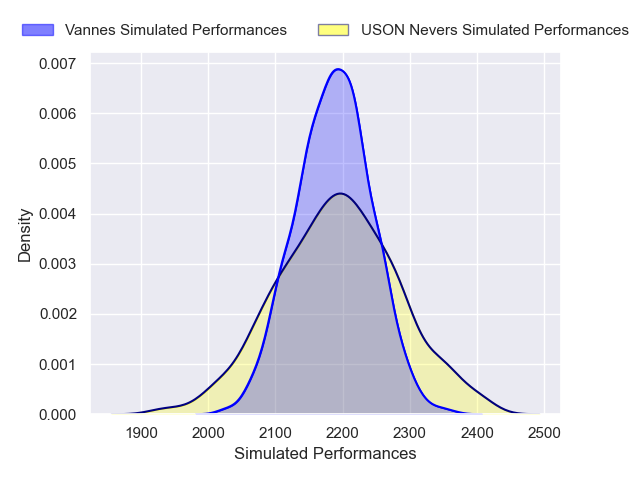 Vannes Simulated Performances USON Nevers Simulated Performances
0.007
0.006
0.005
0.004
0.003
0.002
0.001
0.000
Density
1900 2000 2100 2200 2300 2400 2500
Simulated Performances